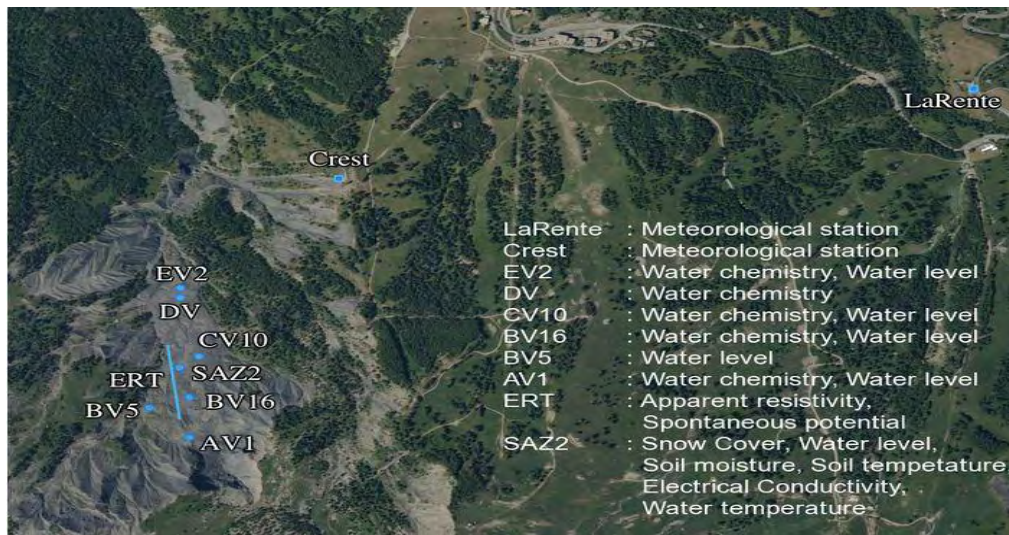 LaRente
Crest
EV2
DV
CV10
SAZ2
ERT
BV16
BV5
AV1
LaRente : Meteorological station
Crest : Meteorological station
EV2 : Water chemistry, Water level
DV : Water chemistry
CV10 : Water chemistry, Water level
BV16 : Water chemistry, Water level
BV5 : Water level
AV1 : Water chemistry, Water level
ERT : Apparent resistivity,
Spontaneous potential
SAZ2 : Snow Cover, Water level,
Soil moisture, Soil tempetature
Electrical Conductivity,
Water temperature